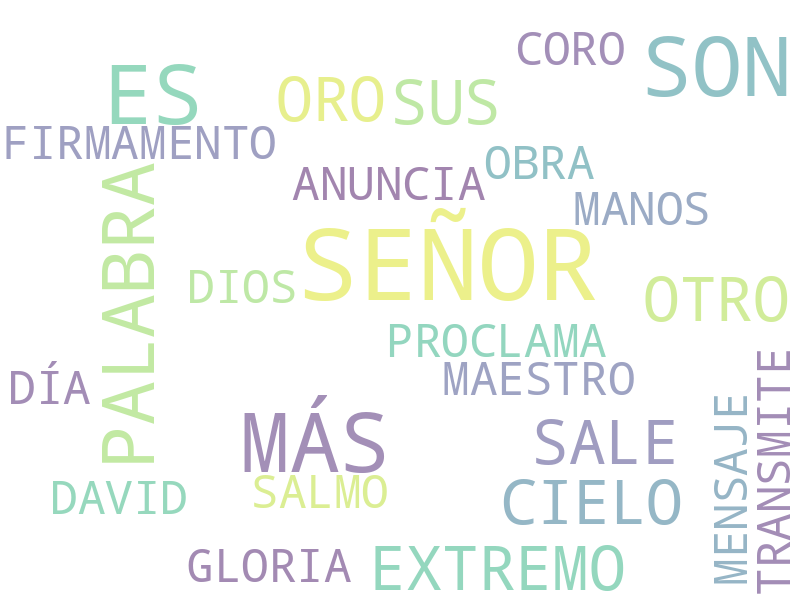 CORO
SON
ES
ORO
SUS
FIRMAMENTO
OBRA
ANUNCIA
MANOS
PALABRA
SEÑOR
DIOS
OTRO
PROCLAMA
MAESTRO
DÍA
MÁS
SALE
MENSAJE
TRANSMITE
DAVID
SALMO
CIELO
GLORIA
EXTREMO